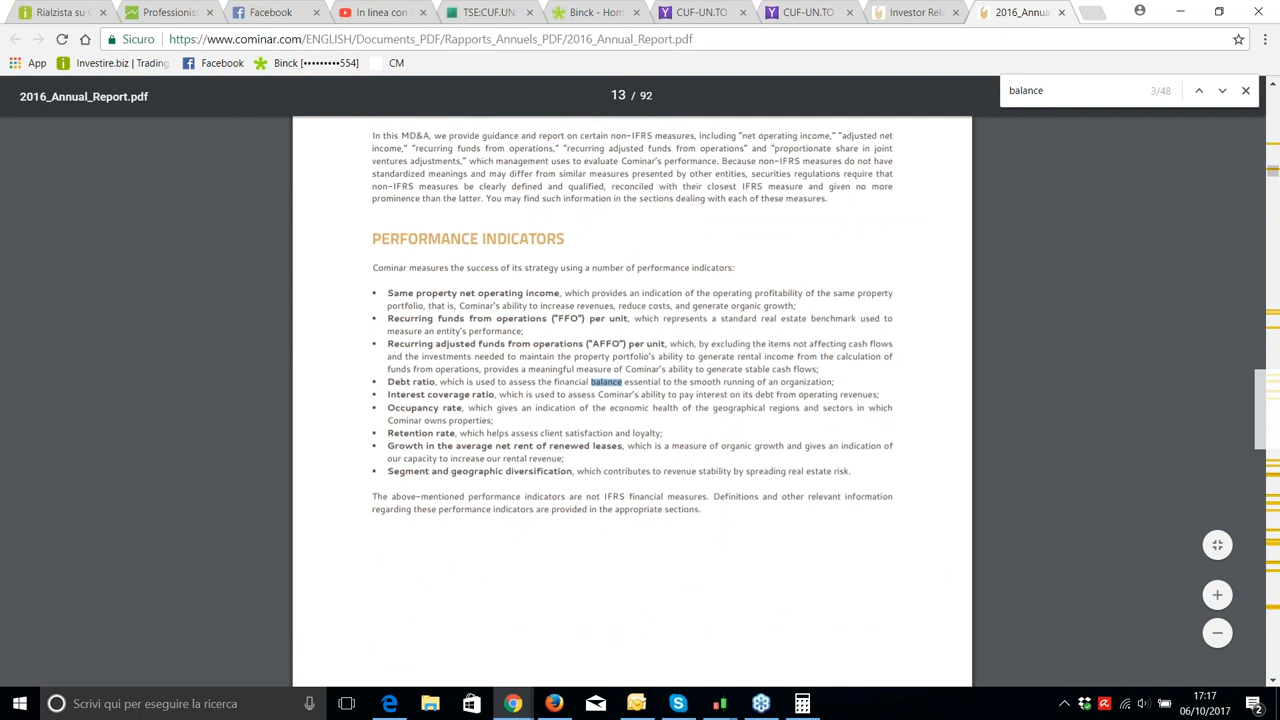 Rialzista su
Professionist
Facebook
In linea con i
TSE:CUF.UN
Binck - Hom
CUF-UN.TO
CUF-UN.TO
Investor Rela
2016_Annual_
Sicuro
https://www.cominar.com/ENGLISH/Documents_PDF/Rapports_Annuels_PDF/2016_Annual_Report.pdf
App
Investire.biz | Trading
Facebook
Binck [••••••••554]
CM
2016_Annual_Report.pdf
13 / 92
balance
3/48
In this MD&A, we provide guidance and report on certain non-IFRS measures, including "net operating income," "adjusted net
income," "recurring funds from operations," "recurring adjusted funds from operations" and "proportionate share in joint
ventures adjustments," which management uses to evaluate Cominar's performance. Because non-IFRS measures do not have
standardized meanings and may differ from similar measures presented by other entities, securities regulations require that
non-IFRS measures be clearly defined and qualified, reconciled with their closest IFRS measure and given no more
prominence than the latter. You may find such information in the sections dealing with each of these measures.
PERFORMANCE INDICATORS
Cominar measures the success of its strategy using a number of performance indicators:
▪ Same property net operating income, which provides an indication of the operating profitability of the same property
portfolio, that is, Cominar's ability to increase revenues, reduce costs, and generate organic growth;
▪ Recurring funds from operations ("FFO") per unit, which represents a standard real estate benchmark used to
measure an entity's performance;
▪ Recurring adjusted funds from operations ("AFFO") per unit, which, by excluding the items not affecting cash flows
and the investments needed to maintain the property portfolio's ability to generate rental income from the calculation of
funds from operations, provides a meaningful measure of Cominar's ability to generate stable cash flows;
▪ Debt ratio, which is used to assess the financial balance essential to the smooth running of an organization;
▪ Interest coverage ratio, which is used to assess Cominar's ability to pay interest on its debt from operating revenues;
▪ Occupancy rate, which gives an indication of the economic health of the geographical regions and sectors in which
Cominar owns properties;
▪ Retention rate, which helps assess client satisfaction and loyalty;
▪ Growth in the average net rent of renewed leases, which is a measure of organic growth and gives an indication of
our capacity to increase our rental revenue;
▪ Segment and geographic diversification, which contributes to revenue stability by spreading real estate risk.
The above-mentioned performance indicators are not IFRS financial measures. Definitions and other relevant information
regarding these performance indicators are provided in the appropriate sections.
Scrivi qui per eseguire la ricerca
17:17
06/10/2017